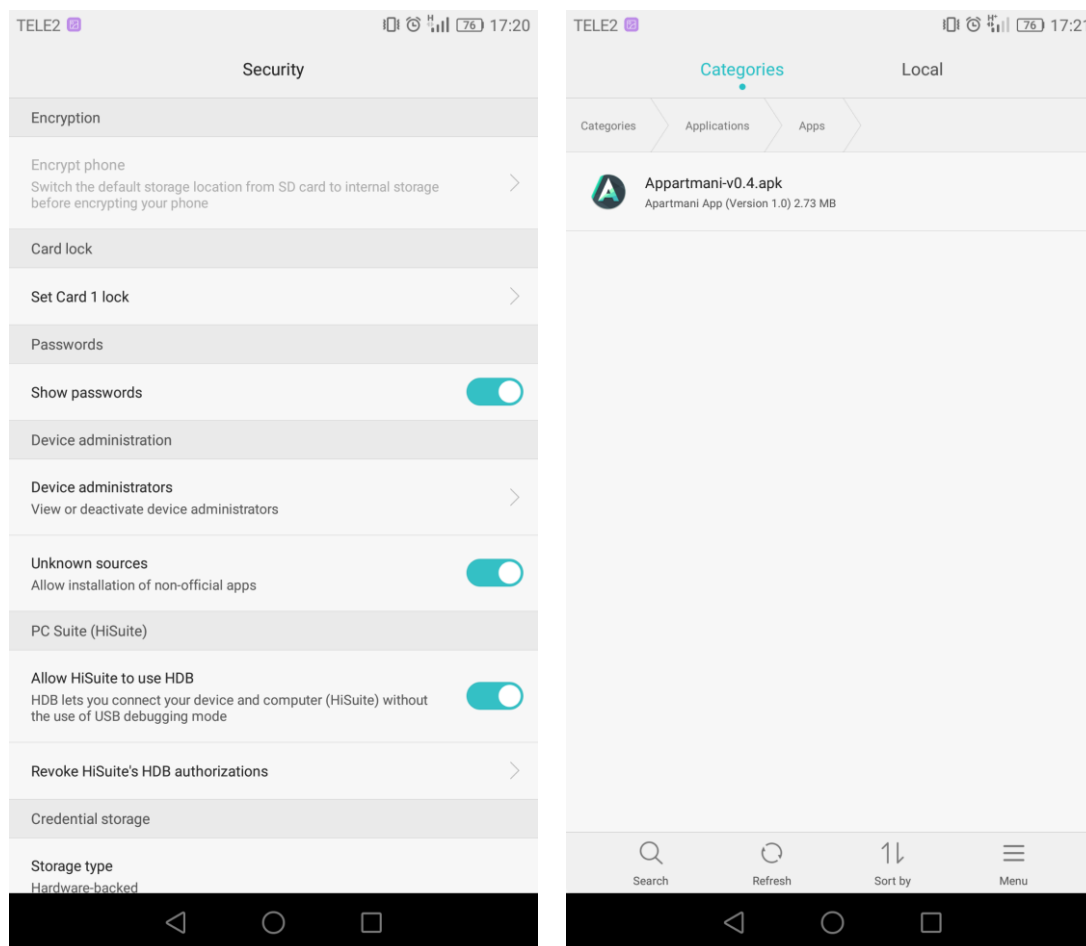 TELE2 76 17:20
Security
Encryption
Encrypt phone
Switch the default storage location from SD card to internal storage
before encrypting your phone
Card lock
Set Card 1 lock
Passwords
Show passwords
Device administration
Device administrators
View or deactivate device administrators
Unknown sources
Allow installation of non-official apps
PC Suite (HiSuite)
Allow HiSuite to use HDB
HDB lets you connect your device and computer (HiSuite) without
the use of USB debugging mode
Revoke HiSuite's HDB authorizations
Credential storage
Storage type
Hardware-backed
TELE2 76 17:21
Categories Local
Categories Applications Apps
Appartmani-v0.4.apk
Apartmani App (Version 1.0) 2.73 MB
Search Refresh Sort by Menu